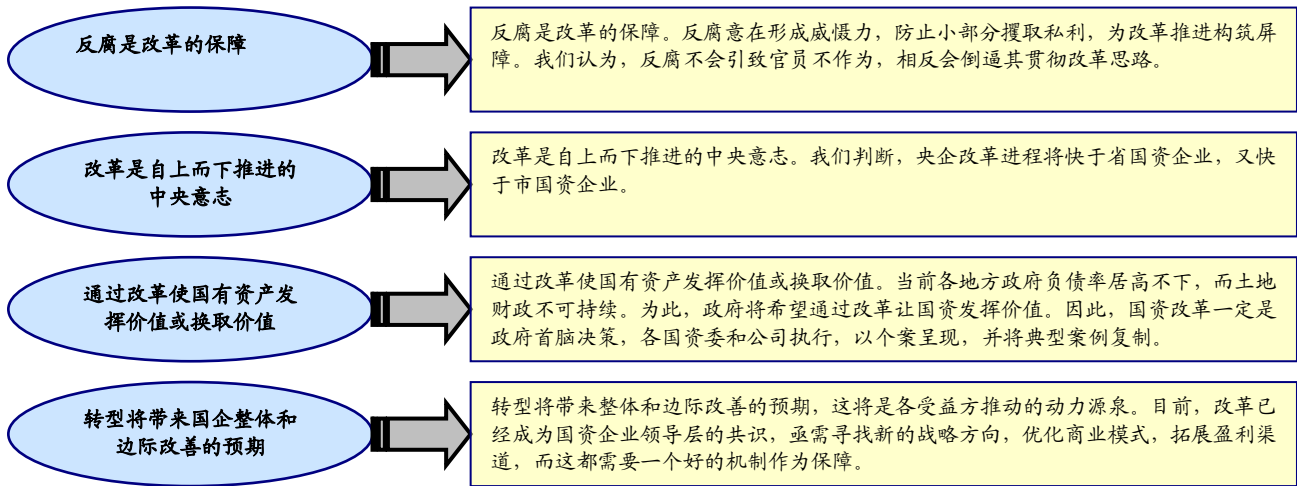 反腐是改革的保障
反腐是改革的保障。反腐意在形成威慑力，防止小部分攫取私利，为改革推进构筑屏
障。我们认为，反腐不会引致官员不作为，相反会倒逼其贯彻改革思路。
改革是自上而下推进的
中央意志
改革是自上而下推进的中央意志。我们判断，央企改革进程将快于省国资企业，又快
于市国资企业。
通过改革使国有资产发
挥价值或换取价值
通过改革使国有资产发挥价值或换取价值。当前各地方政府负债率居高不下，而土地
财政不可持续。为此，政府将希望通过改革让国资发挥价值。因此，国资改革一定是
政府首脑决策，各国资委和公司执行，以个案呈现，并将典型案例复制。
转型将带来国企整体和
边际改善的预期
转型将带来整体和边际改善的预期，这将是各受益方推动的动力源泉。目前，改革已
经成为国资企业领导层的共识，亟需寻找新的战略方向，优化商业模式，拓展盈利渠
道，而这都需要一个好的机制作为保障。